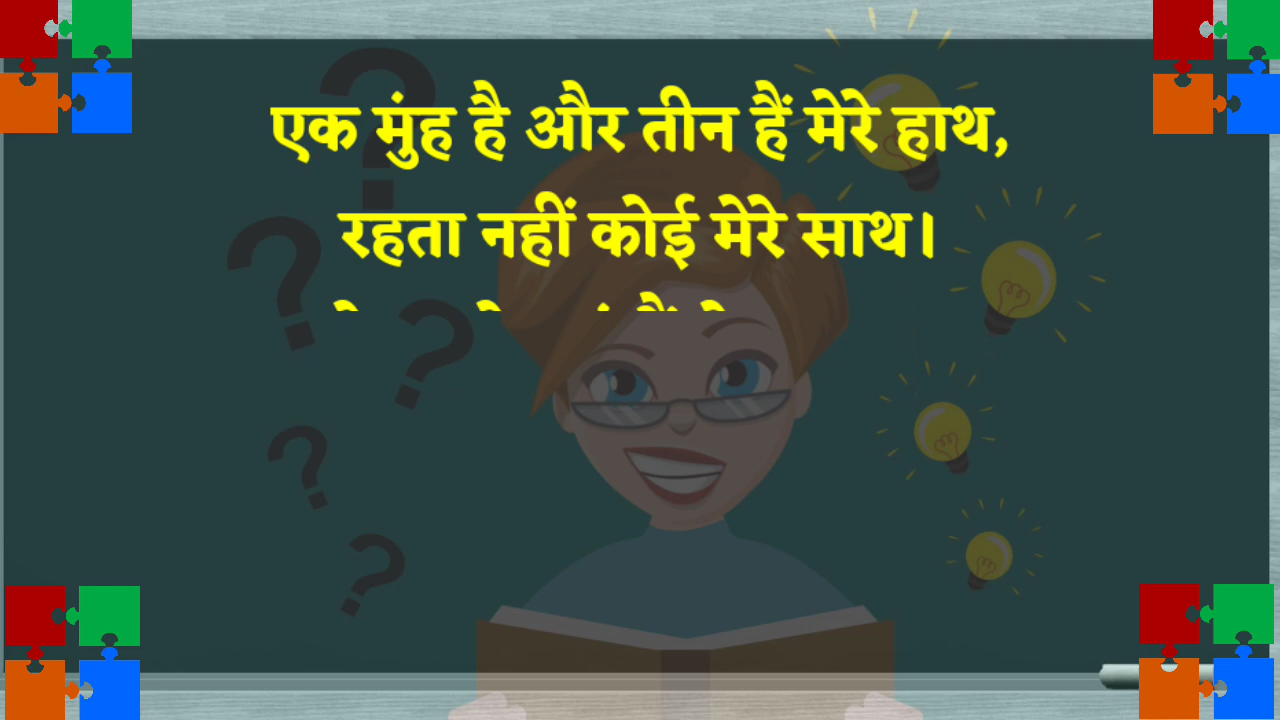 एक मुंह है और तीन हैं मेरे हाथ,
रहता नहीं कोई मेरे साथ।